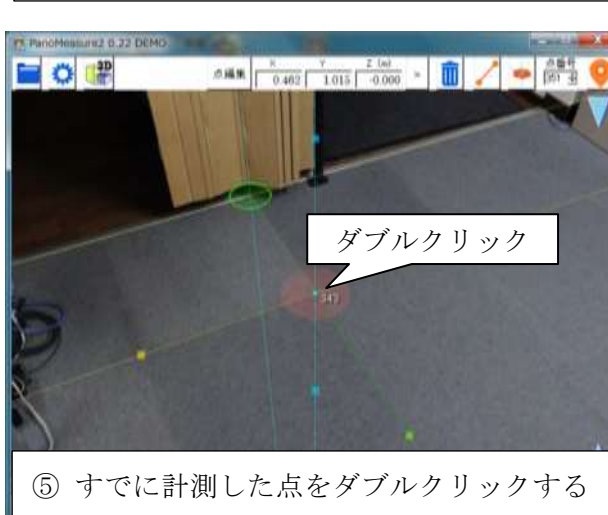 PanoMeasure2 0.22 DEMO
3D
点編集
X Y Z (m)
0.462 1.015 -0.000
点番号
351
ダブルクリック
343
⑤ すでに計測した点をダブルクリックする